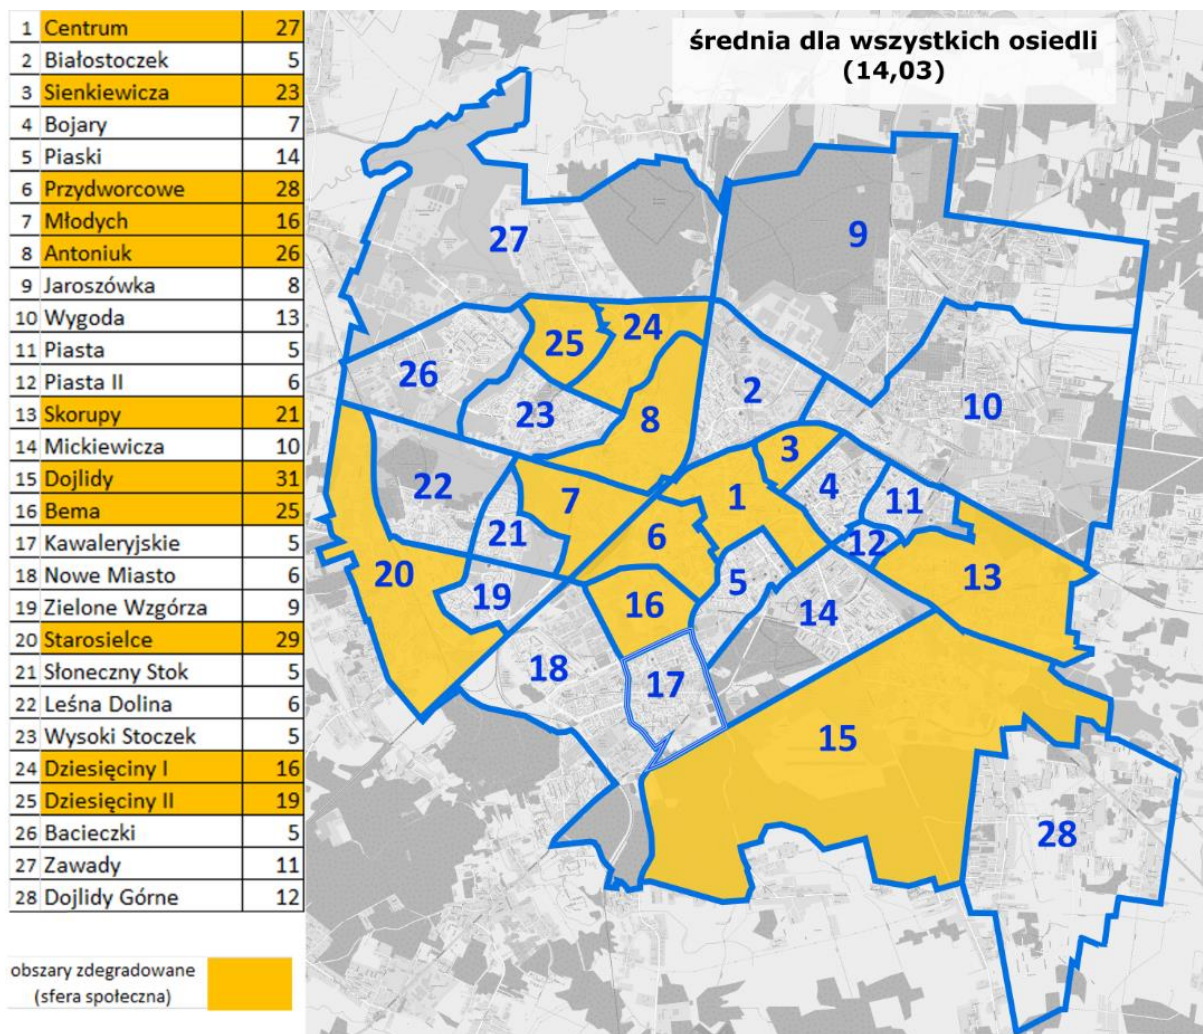 1 Centrum 27
2 Białostoczek 5
3 Sienkiewicza 23
4 Bojary 7
5 Piaski 14
6 Przydworcowe 28
7 Młodych 16
8 Antoniuk 26
9 Jaroszówka 8
10 Wygoda 13
11 Piasta 5
12 Piasta II 6
13 Skorupy 21
14 Mickiewicza 10
15 Dojlidy 31
16 Bema 25
17 Kawaleryjskie 5
18 Nowe Miasto 6
19 Zielone Wzgórza 9
20 Starosielce 29
21 Słoneczny Stok 5
22 Leśna Dolina 6
23 Wysoki Stoczek 5
24 Dziesięciny I 16
25 Dziesięciny II 19
26 Bacieczki 5
27 Zawady 11
28 Dojlidy Górne 12
obszary zdegradowane
(sfera społeczna)
średnia dla wszystkich osiedli
(14,03)
27
9
24
25
26
2
10
23
8
3
22
7
1
4
11
21
6
12
20
5
13
19
16
14
18
17
15
28